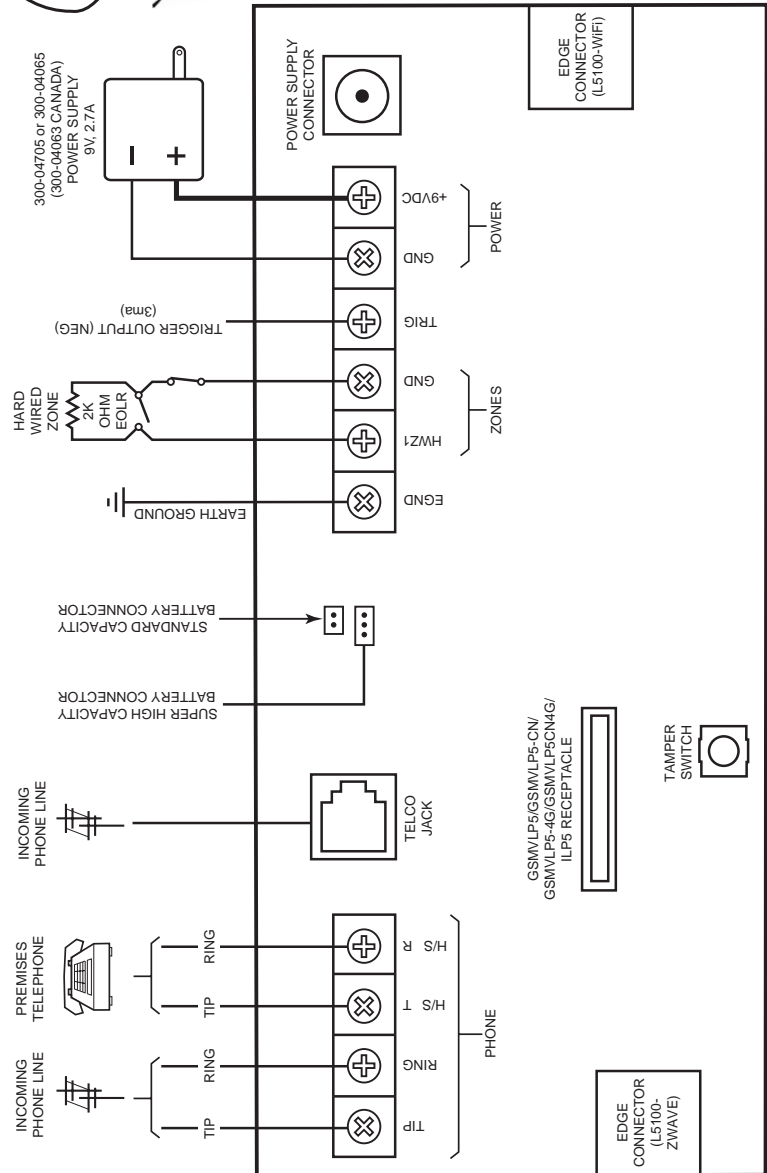 EDGE
CONNECTOR
(L5100-WiFi)
300-04705 or 300-04065
(300-04063 CANADA)
POWER SUPPLY
9V, 2.7A
POWER SUPPLY
CONNECTOR
+9VDC
GND
POWER
TRIGGER OUTPUT (NEG)
(3ma)
TRIG
HARD
WIRED
ZONE
2K
OHM
EOLR
GND
HWZ1
ZONES
EARTH GROUND
EGND
STANDARD CAPACITY
BATTERY CONNECTOR
SUPER HIGH CAPACITY
BATTERY CONNECTOR
INCOMING
PHONE LINE
TELCO
JACK
GSMVLP5/GSMVLP5-CN/
GSMVLP5-4G/GSMVLP5CN4G/
ILP5 RECEPTACLE
TAMPER
SWITCH
PREMISES
TELEPHONE
RING
TIP
H/S R
H/S T
INCOMING
PHONE LINE
RING
TIP
RING
TIP
PHONE
EDGE
CONNECTOR
(L5100-
ZWAVE)